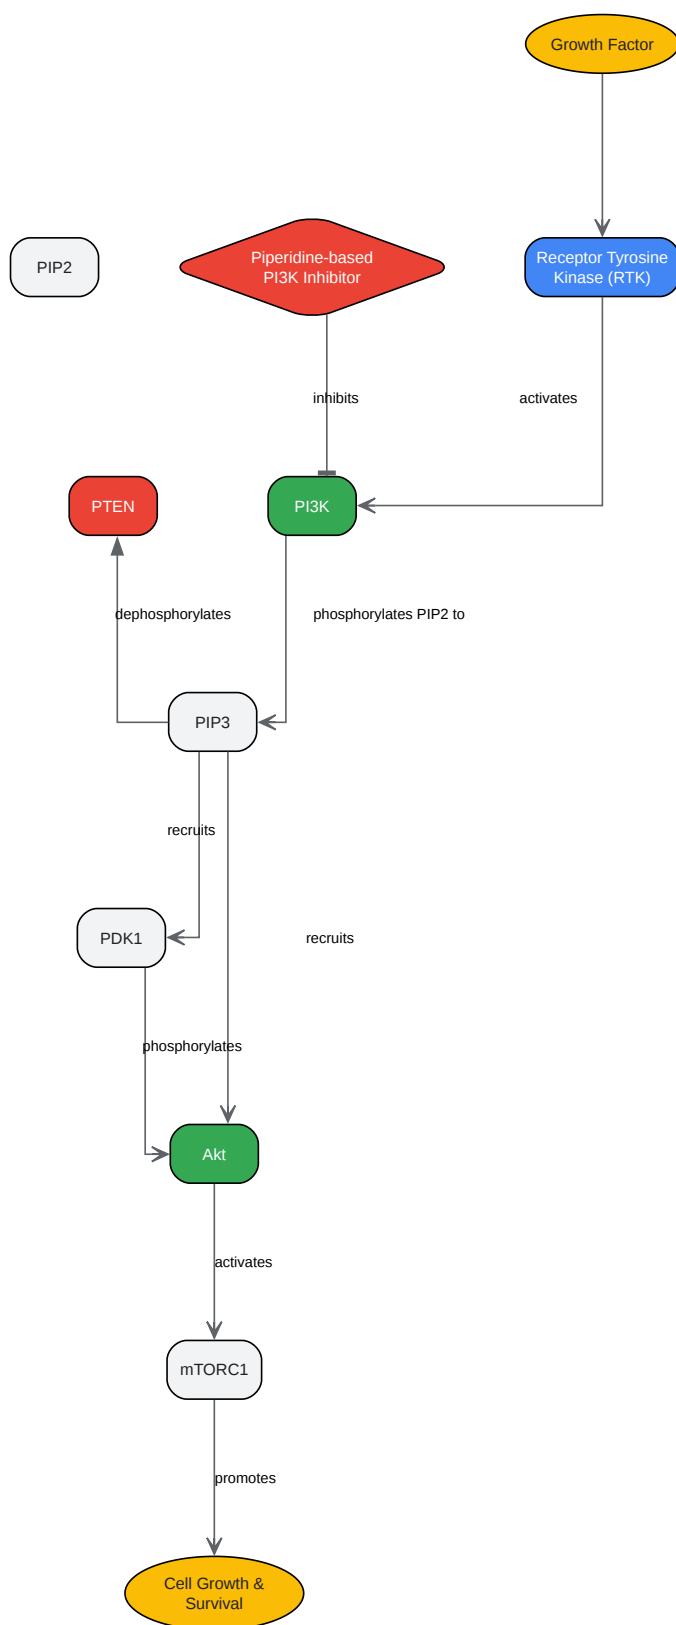 Growth Factor
PIP2
Piperidine-based
PI3K Inhibitor
Receptor Tyrosine
Kinase (RTK)
inhibits
activates
PTEN
PI3K
dephosphorylates
phosphorylates PIP2 to
PIP3
recruits
PDK1
recruits
phosphorylates
Akt
activates
mTORC1
promotes
Cell Growth &
Survival